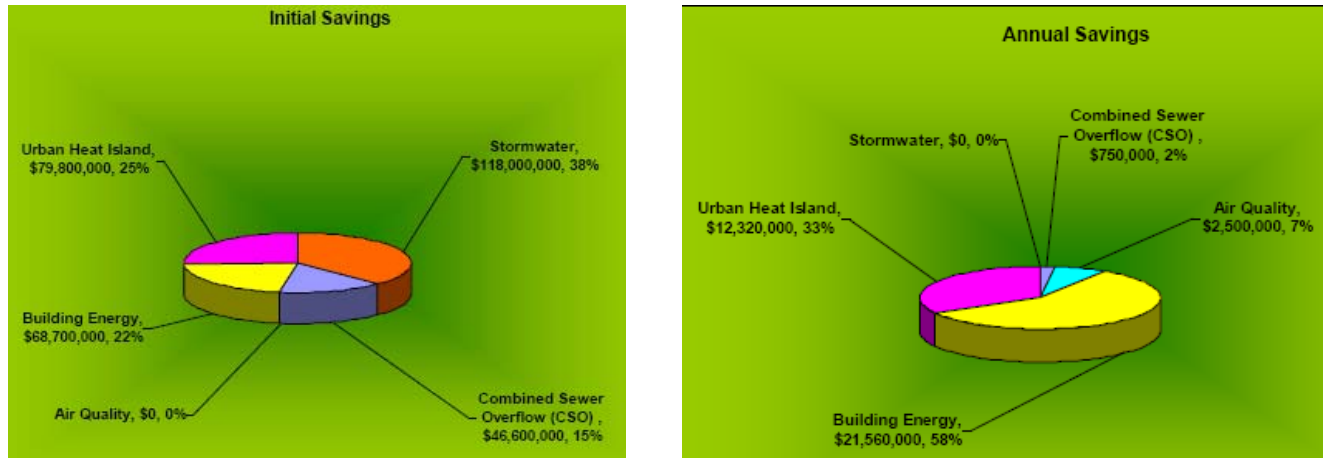 Initial Savings
Urban Heat Island,
$79,800,000, 25%
Stormwater,
$118,000,000, 38%
Building Energy,
$68,700,000, 22%
Air Quality, $0, 0%
Combined Sewer
Overflow (CSO) ,
$46,600,000, 15%
Annual Savings
Combined Sewer
Overflow (CSO) ,
$750,000, 2%
Stormwater, $0, 0%
Urban Heat Island,
$12,320,000, 33%
Air Quality,
$2,500,000, 7%
Building Energy,
$21,560,000, 58%